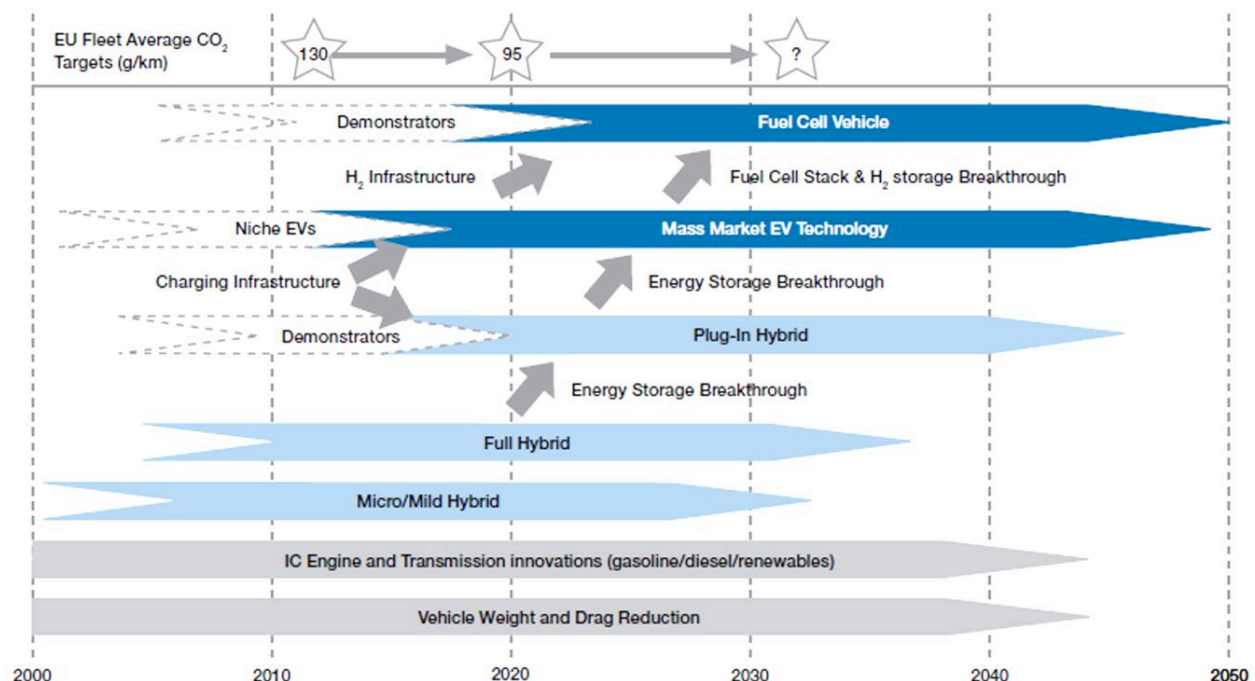 EU Fleet Average CO₂
Targets (g/km)
130
95
?
Demonstrators
Fuel Cell Vehicle
H₂ Infrastructure
Fuel Cell Stack & H₂ storage Breakthrough
Niche EVs
Mass Market EV Technology
Charging Infrastructure
Energy Storage Breakthrough
Demonstrators
Plug-In Hybrid
Energy Storage Breakthrough
Full Hybrid
Micro/Mild Hybrid
IC Engine and Transmission innovations (gasoline/diesel/renewables)
Vehicle Weight and Drag Reduction
2000
2010
2020
2030
2040
2050